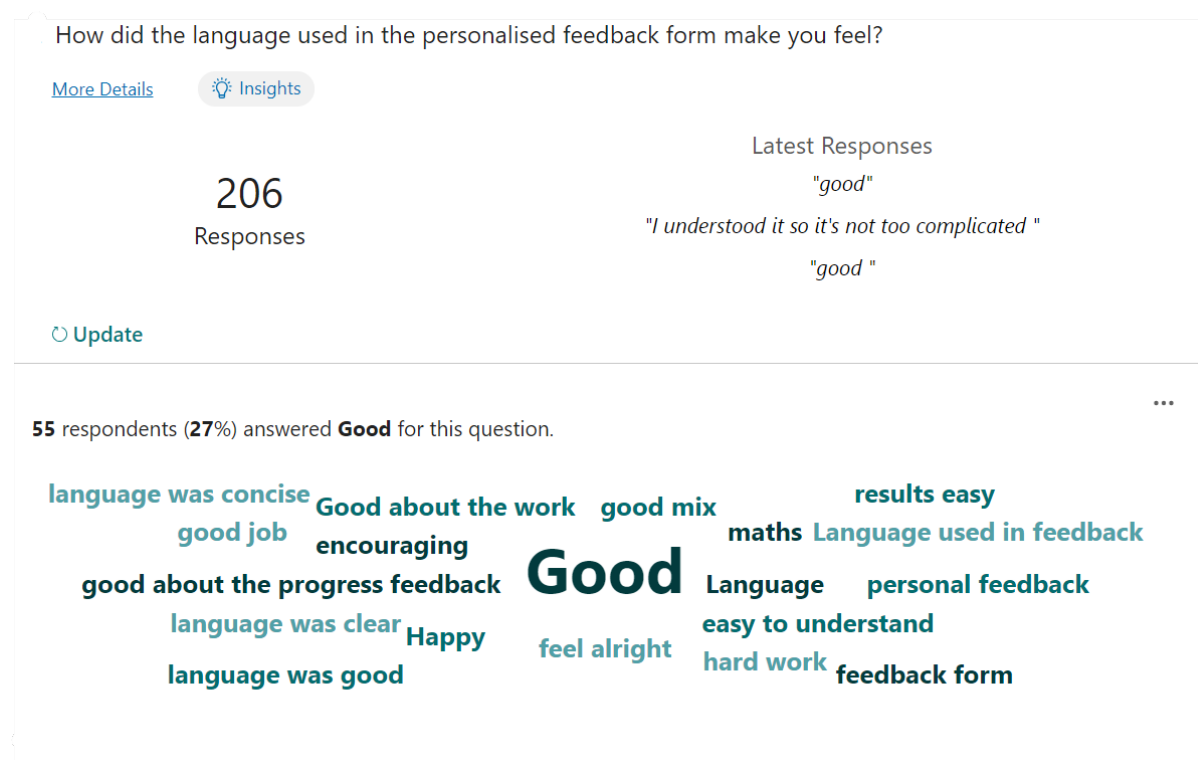 How did the language used in the personalised feedback form make you feel?
More Details
Insights
206
Responses
Latest Responses
"good"
"I understood it so it's not too complicated "
"good "
Update
...
55 respondents (27%) answered Good for this question.
language was concise
Good about the work
good mix
results easy
good job
encouraging
maths
Language used in feedback
good about the progress feedback
Good
Language
personal feedback
language was clear
Happy
feel alright
easy to understand
hard work
language was good
feedback form